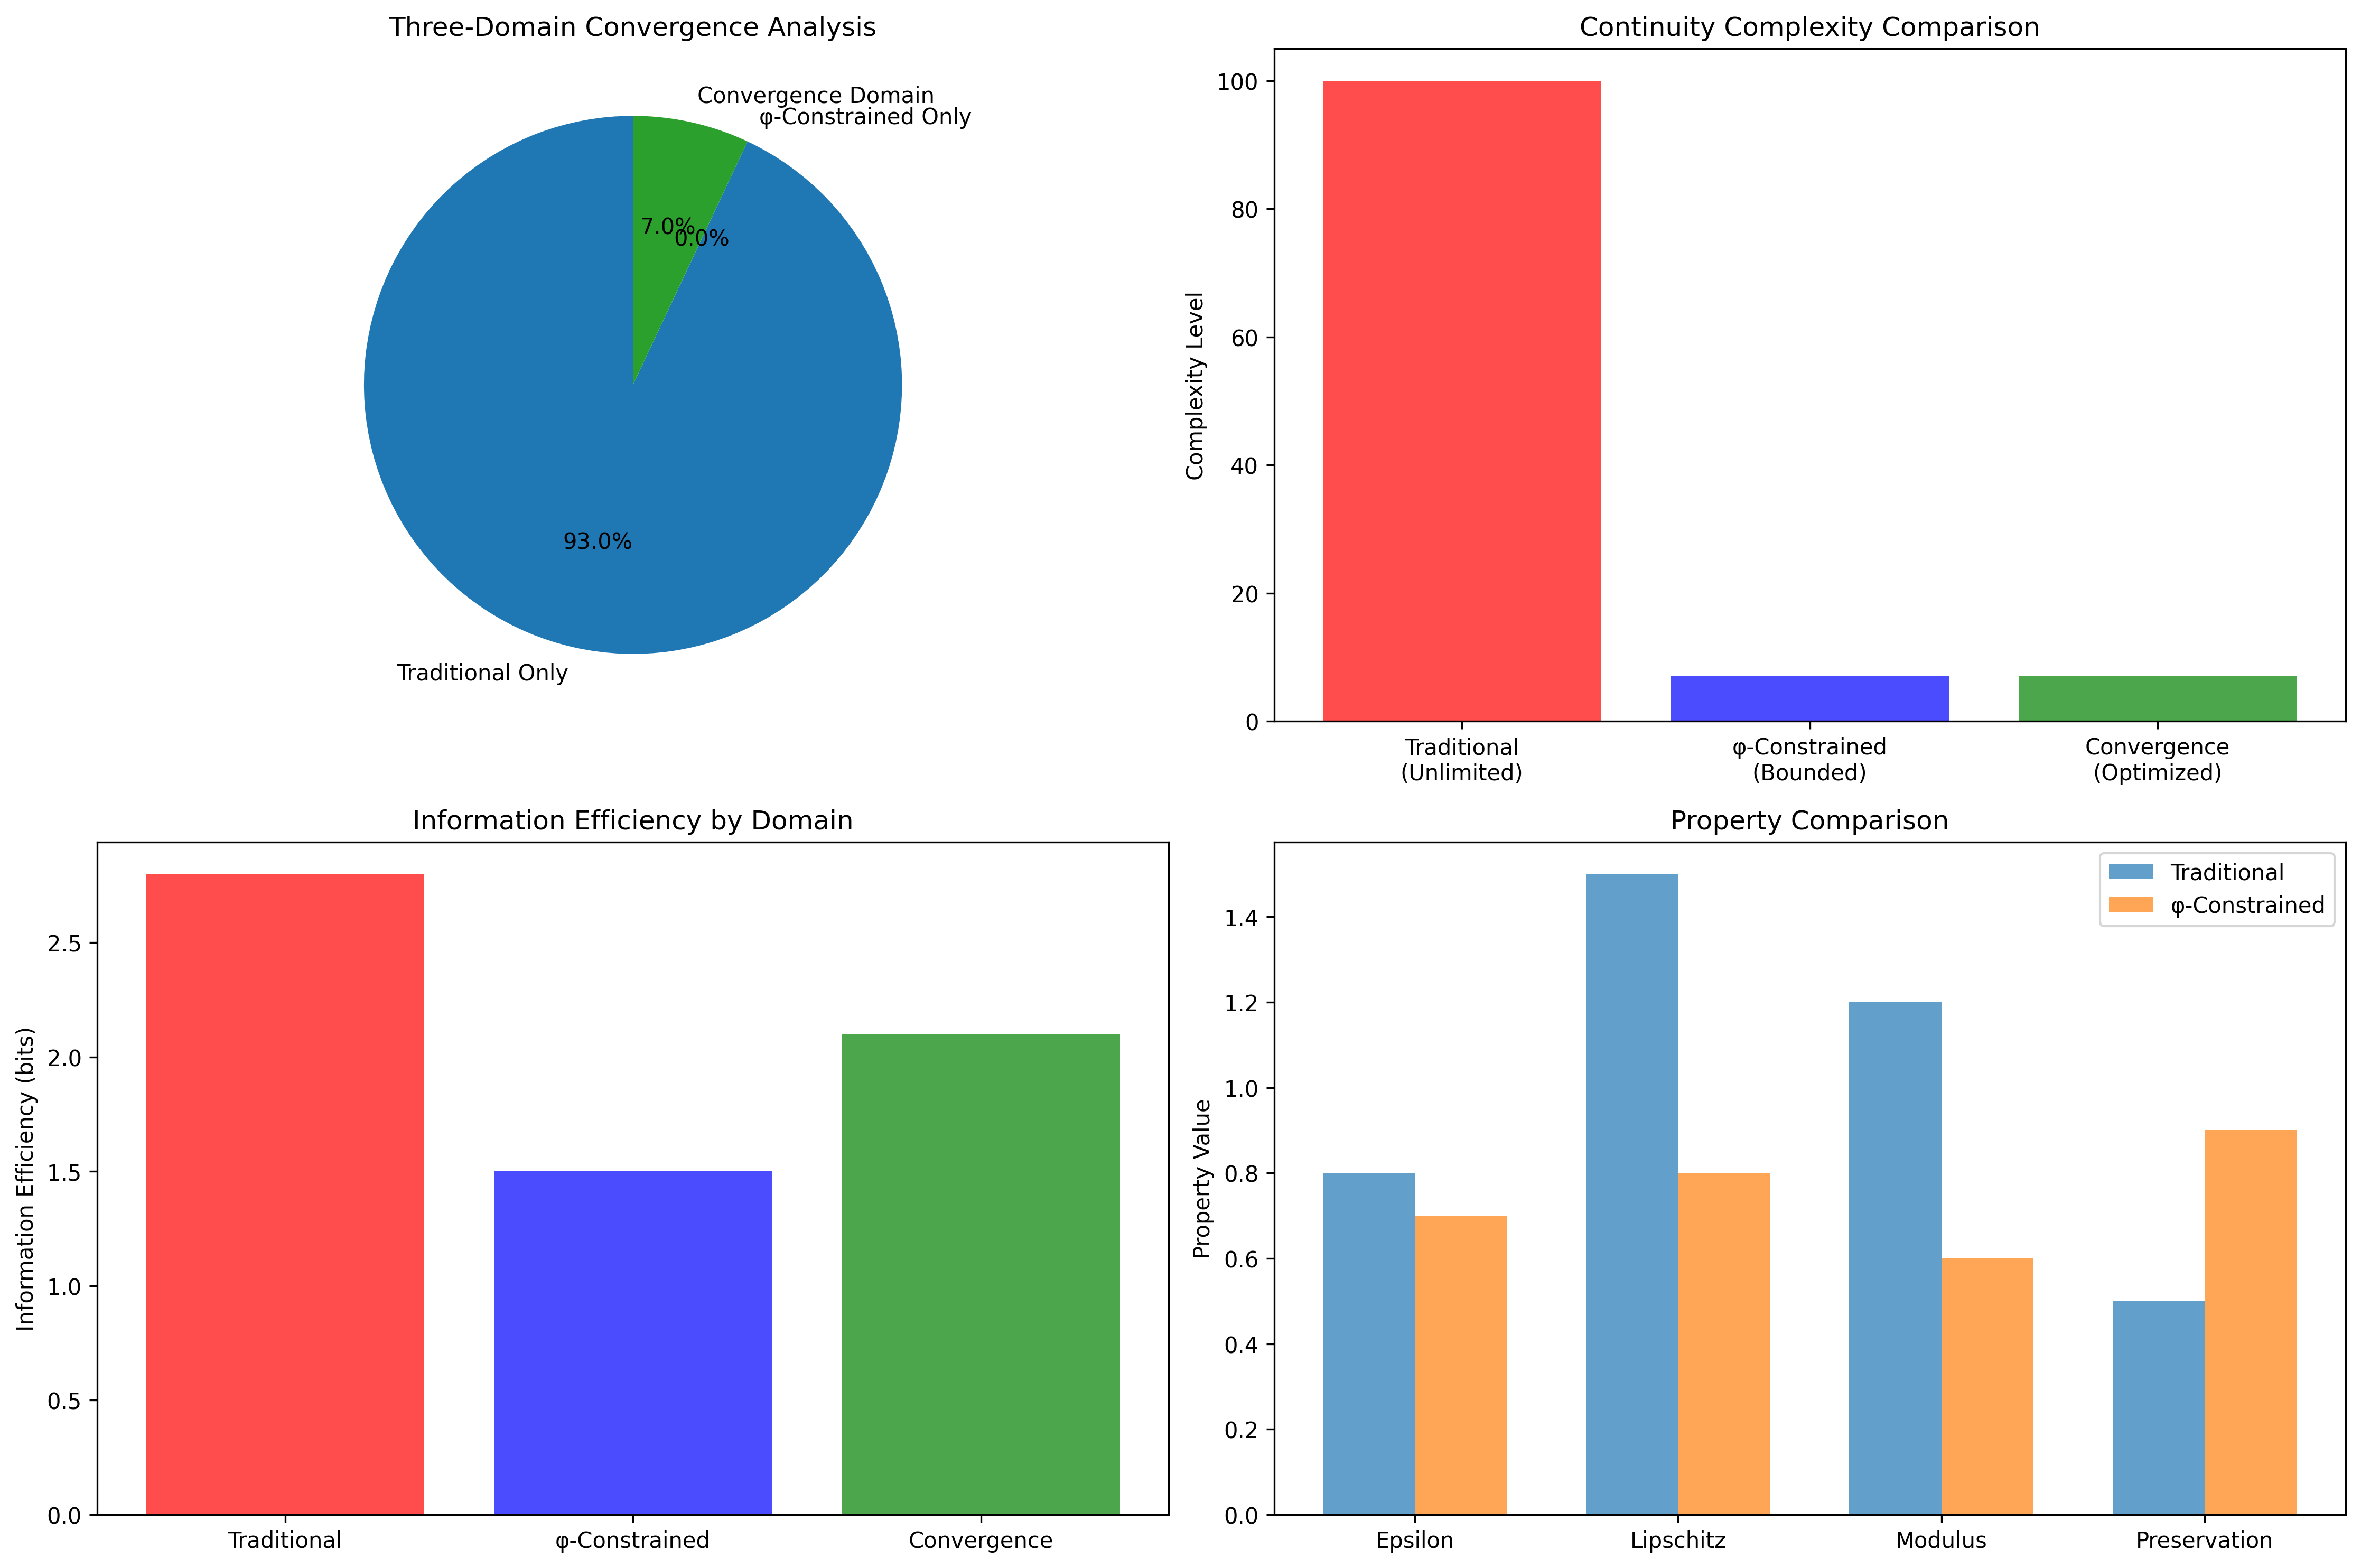 Three-Domain Convergence Analysis
Convergence Domain
φ-Constrained Only
7.0%
0.0%
93.0%
Traditional Only
Continuity Complexity Comparison
Complexity Level
100
80
60
40
20
0
Traditional
(Unlimited)
φ-Constrained
(Bounded)
Convergence
(Optimized)
Information Efficiency by Domain
Information Efficiency (bits)
2.5
2.0
1.5
1.0
0.5
0.0
Traditional
φ-Constrained
Convergence
Property Comparison
Traditional
φ-Constrained
Property Value
1.4
1.2
1.0
0.8
0.6
0.4
0.2
0.0
Epsilon
Lipschitz
Modulus
Preservation